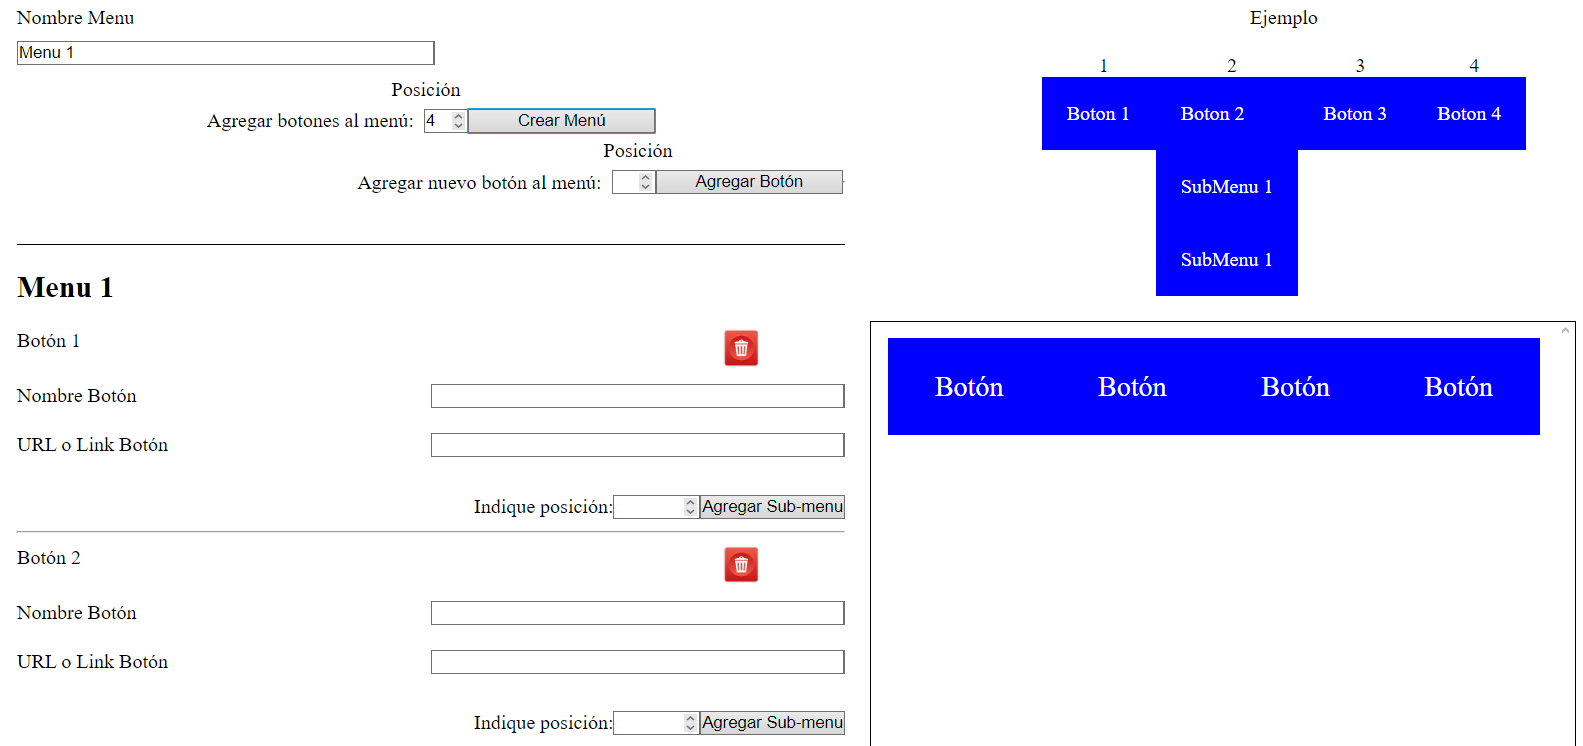 Nombre Menu
Menu 1
Posición
Agregar botones al menú: 4 Crear Menú
Posición
Agregar nuevo botón al menú: Agregar Botón
Menu 1
Botón 1
Nombre Botón
URL o Link Botón
Indique posición: Agregar Sub-menu
Botón 2
Nombre Botón
URL o Link Botón
Indique posición: Agregar Sub-menu
Ejemplo
1 2 3 4
Boton 1 Boton 2 Boton 3 Boton 4
SubMenu 1
SubMenu 1
Botón Botón Botón Botón